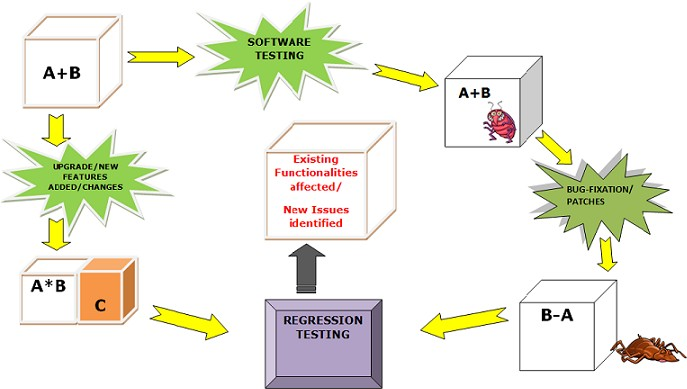 A+B
SOFTWARE
TESTING
A+B
UPGRADE/NEW
FEATURES
ADDED/CHANGES
Existing
Functionalities
affected/
New Issues
identified
BUG-FIXATION/
PATCHES
A*B
C
REGRESSION
TESTING
B-A